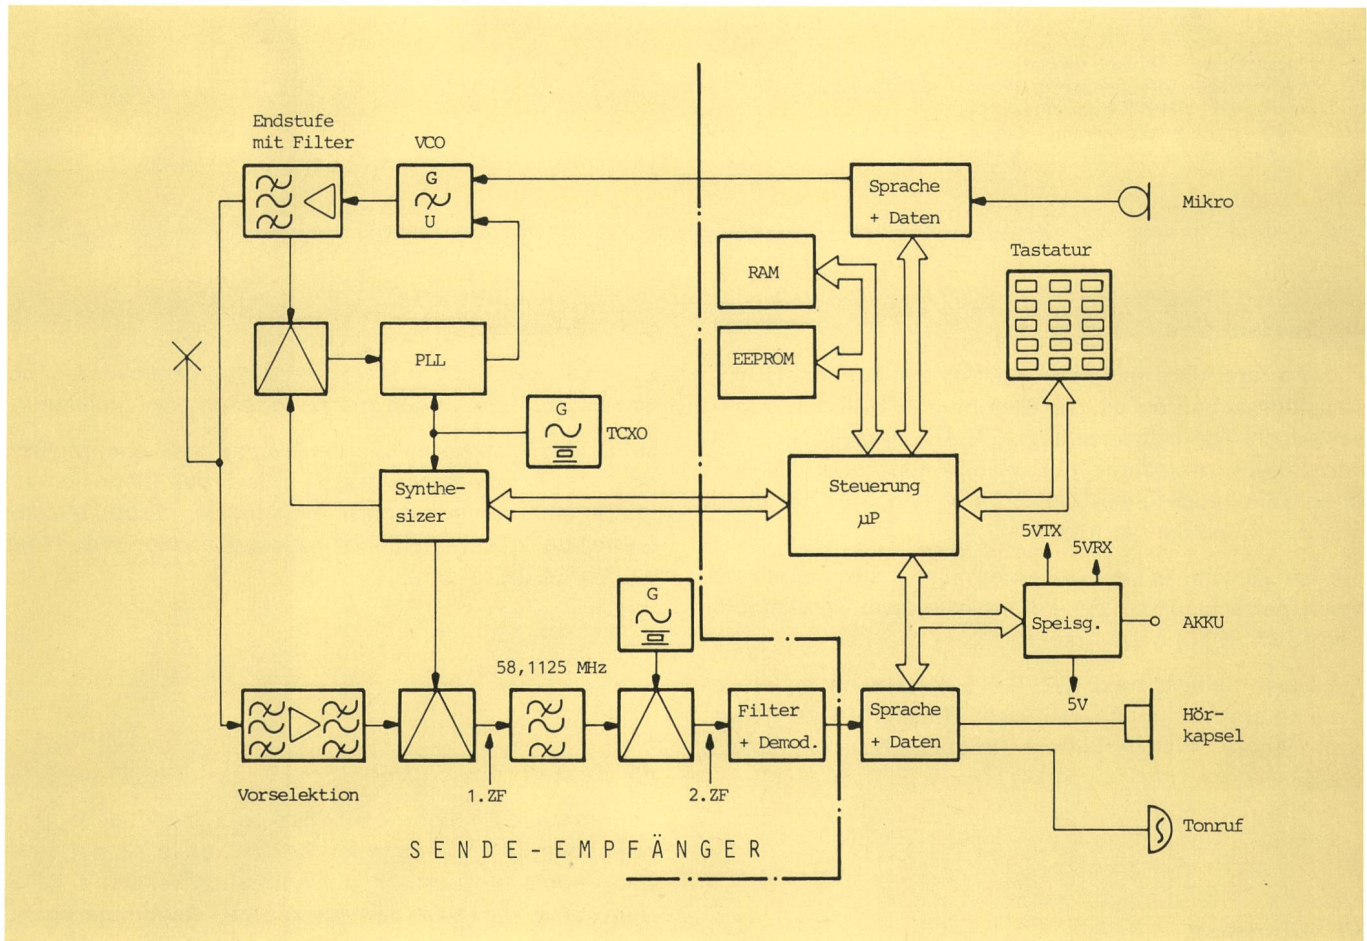 Endstufe
mit Filter
VCO
G
U
Sprache
+ Daten
Mikro
RAM
Tastatur
EEPROM
PLL
G
TCXO
Synthe-
sizer
Steuerung
µP
5VTX
5VRX
G
Speisg.
AKKU
58,1125 MHz
5V
Filter
+ Demod.
Sprache
+ Daten
Hör-
kapsel
Vorselektion
1.ZF
2.ZF
Tonruf
SENDE-EMPFÄNGER